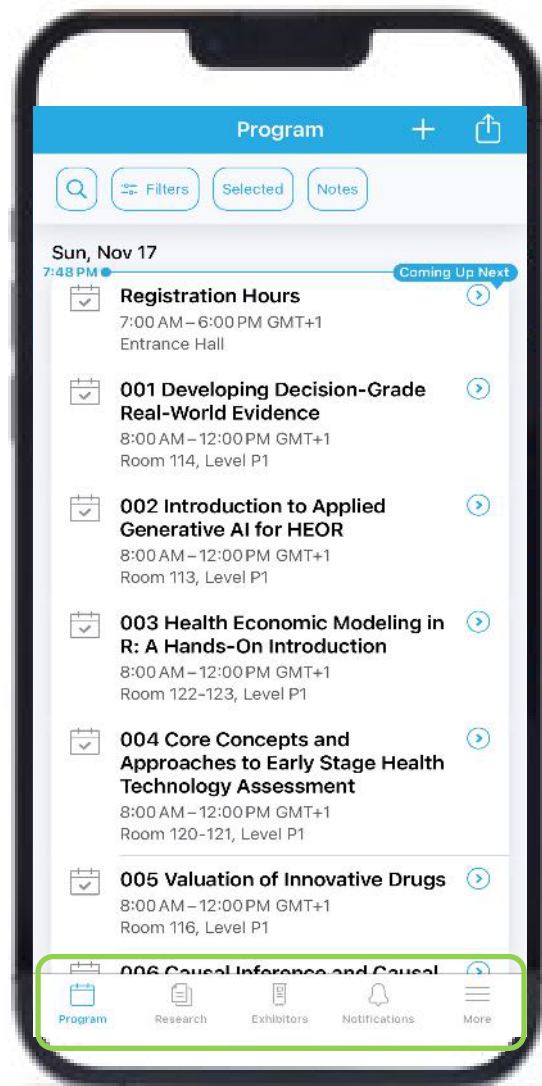 Program
Filters
Selected
Notes
Sun, Nov 17
7:48 PM
Coming Up Next
Registration Hours
7:00 AM – 6:00 PM GMT+1
Entrance Hall
001 Developing Decision-Grade
Real-World Evidence
8:00 AM – 12:00 PM GMT+1
Room 114, Level P1
002 Introduction to Applied
Generative AI for HEOR
8:00 AM – 12:00 PM GMT+1
Room 113, Level P1
003 Health Economic Modeling in
R: A Hands-On Introduction
8:00 AM – 12:00 PM GMT+1
Room 122-123, Level P1
004 Core Concepts and
Approaches to Early Stage Health
Technology Assessment
8:00 AM – 12:00 PM GMT+1
Room 120-121, Level P1
005 Valuation of Innovative Drugs
8:00 AM – 12:00 PM GMT+1
Room 116, Level P1
006 Causal Inference and Causal
Program
Research
Exhibitors
Notifications
More